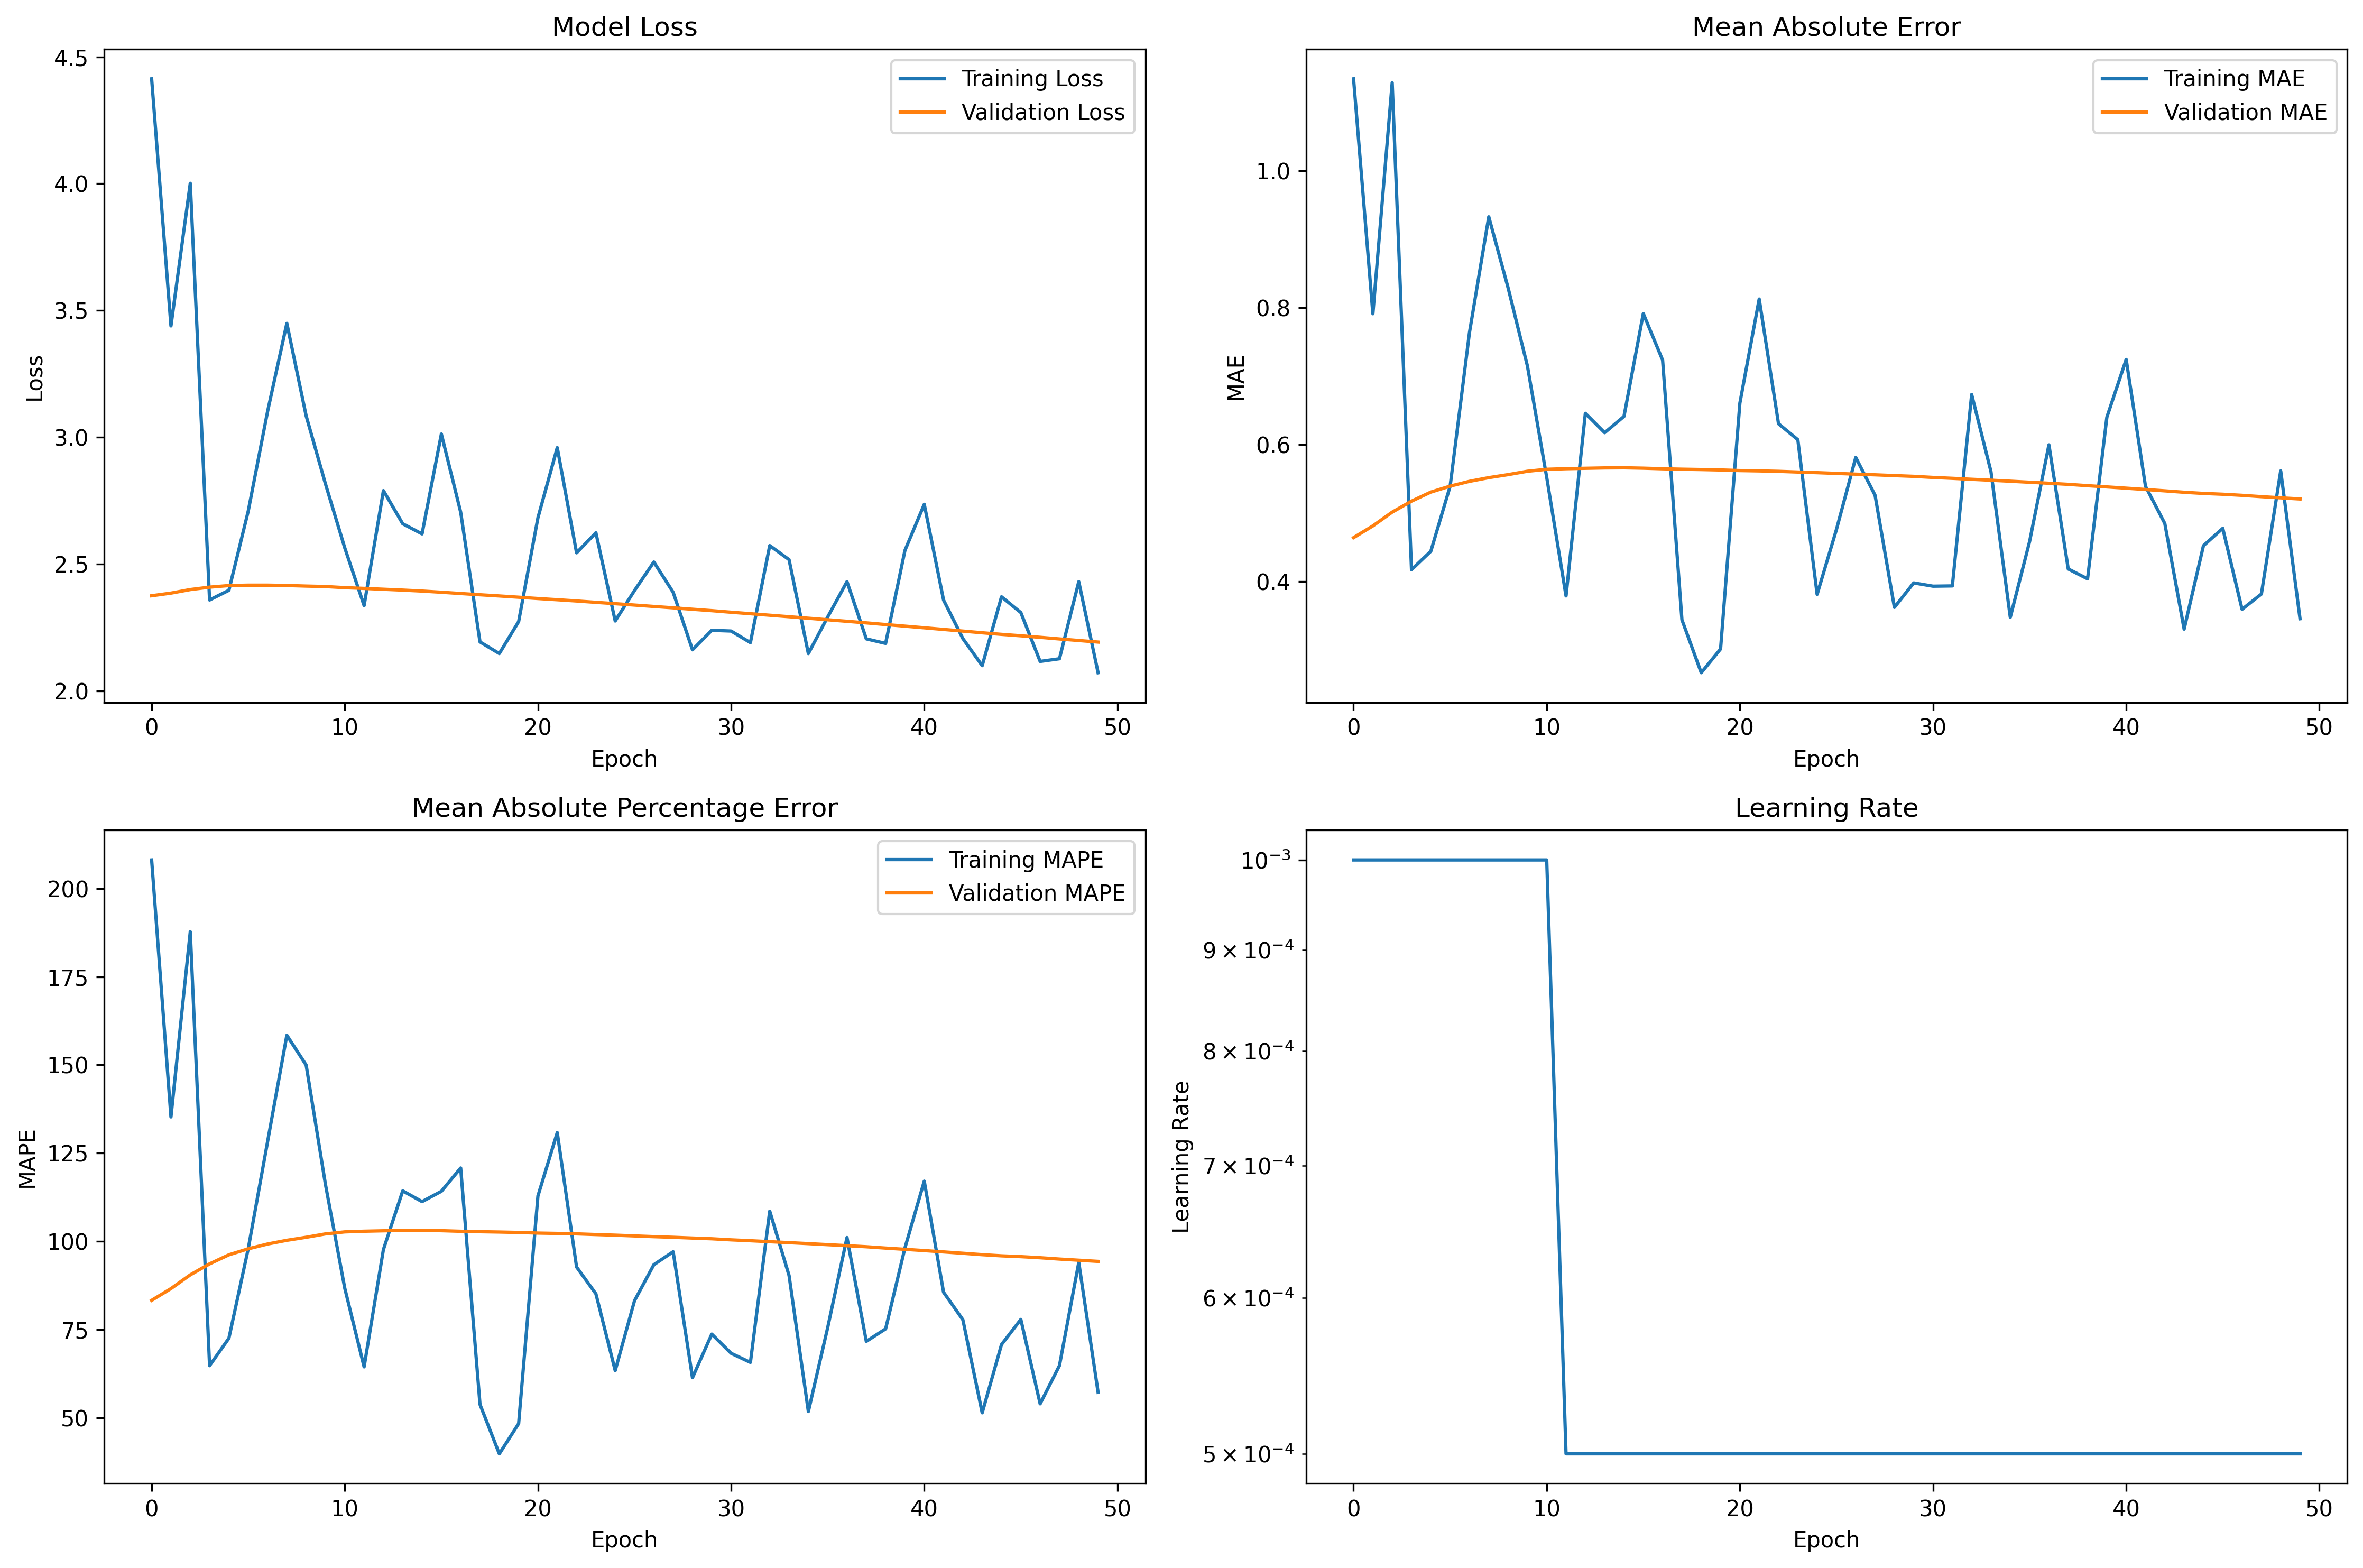 Model Loss
4.5
4.0
3.5
3.0
2.5
2.0
Loss
Training Loss
Validation Loss
0 10 20 30 40 50
Epoch
Mean Absolute Error
1.0
0.8
0.6
0.4
MAE
Training MAE
Validation MAE
0 10 20 30 40 50
Epoch
Mean Absolute Percentage Error
200
175
150
125
100
75
50
MAPE
Training MAPE
Validation MAPE
0 10 20 30 40 50
Epoch
Learning Rate
10⁻³
9 × 10⁻⁴
8 × 10⁻⁴
7 × 10⁻⁴
6 × 10⁻⁴
5 × 10⁻⁴
Learning Rate
0 10 20 30 40 50
Epoch